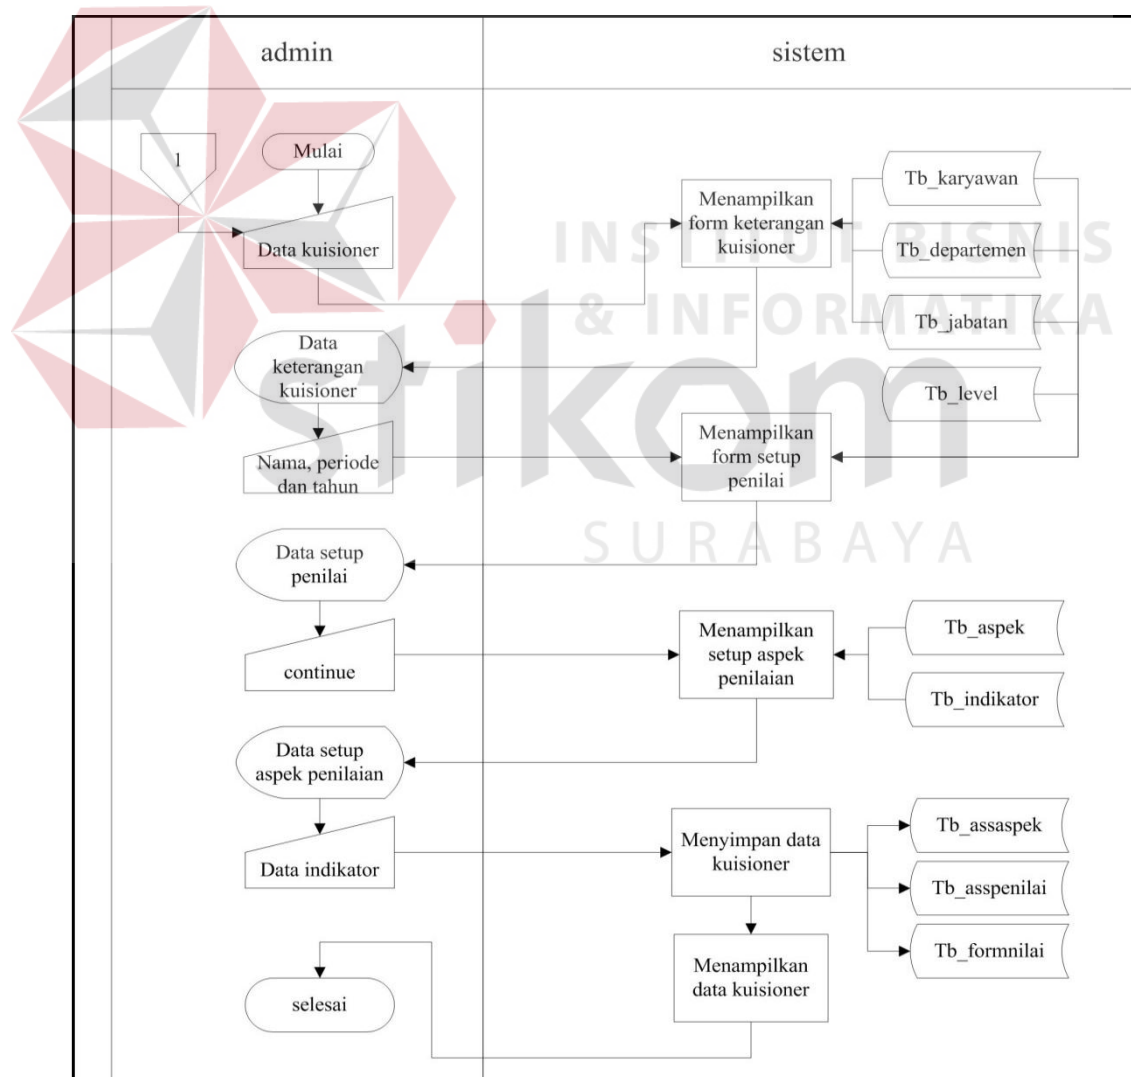 admin
sistem
1
Mulai
Data kuisioner
Menampilkan
form keterangan
kuisioner
Tb_karyawan
Tb_departemen
Tb_jabatan
Tb_level
Data
keterangan
kuisioner
Nama, periode
dan tahun
Menampilkan
form setup
penilai
Data setup
penilai
continue
Menampilkan
setup aspek
penilaian
Tb_aspek
Tb_indikator
Data setup
aspek penilaian
Data indikator
Menyimpan data
kuisioner
Tb_assaspek
Tb_asspenilai
Tb_formnilai
Menampilkan
data kuisioner
selesai
INSTITUT BISNIS
& INFORMATIKA
stikom
SURABAYA